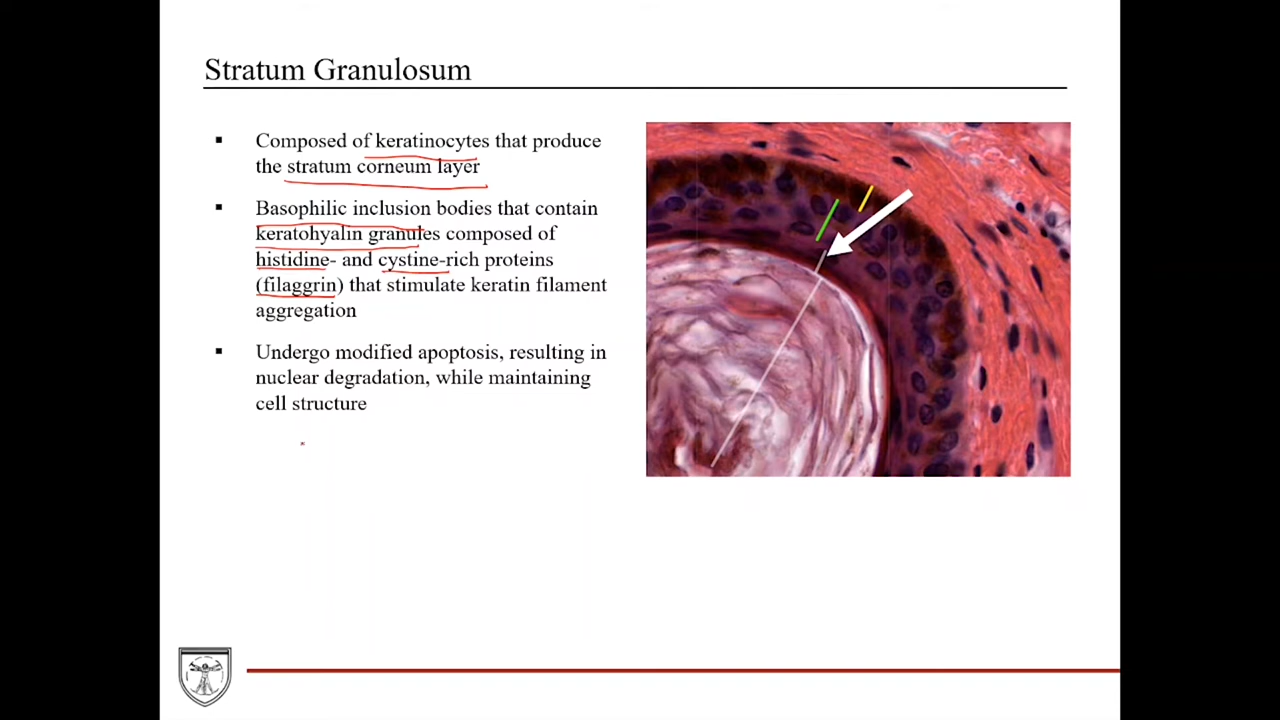 Stratum Granulosum
▪ Composed of keratinocytes that produce
the stratum corneum layer
▪ Basophilic inclusion bodies that contain
keratohyalin granules composed of
histidine- and cystine-rich proteins
(filaggrin) that stimulate keratin filament
aggregation
▪ Undergo modified apoptosis, resulting in
nuclear degradation, while maintaining
cell structure